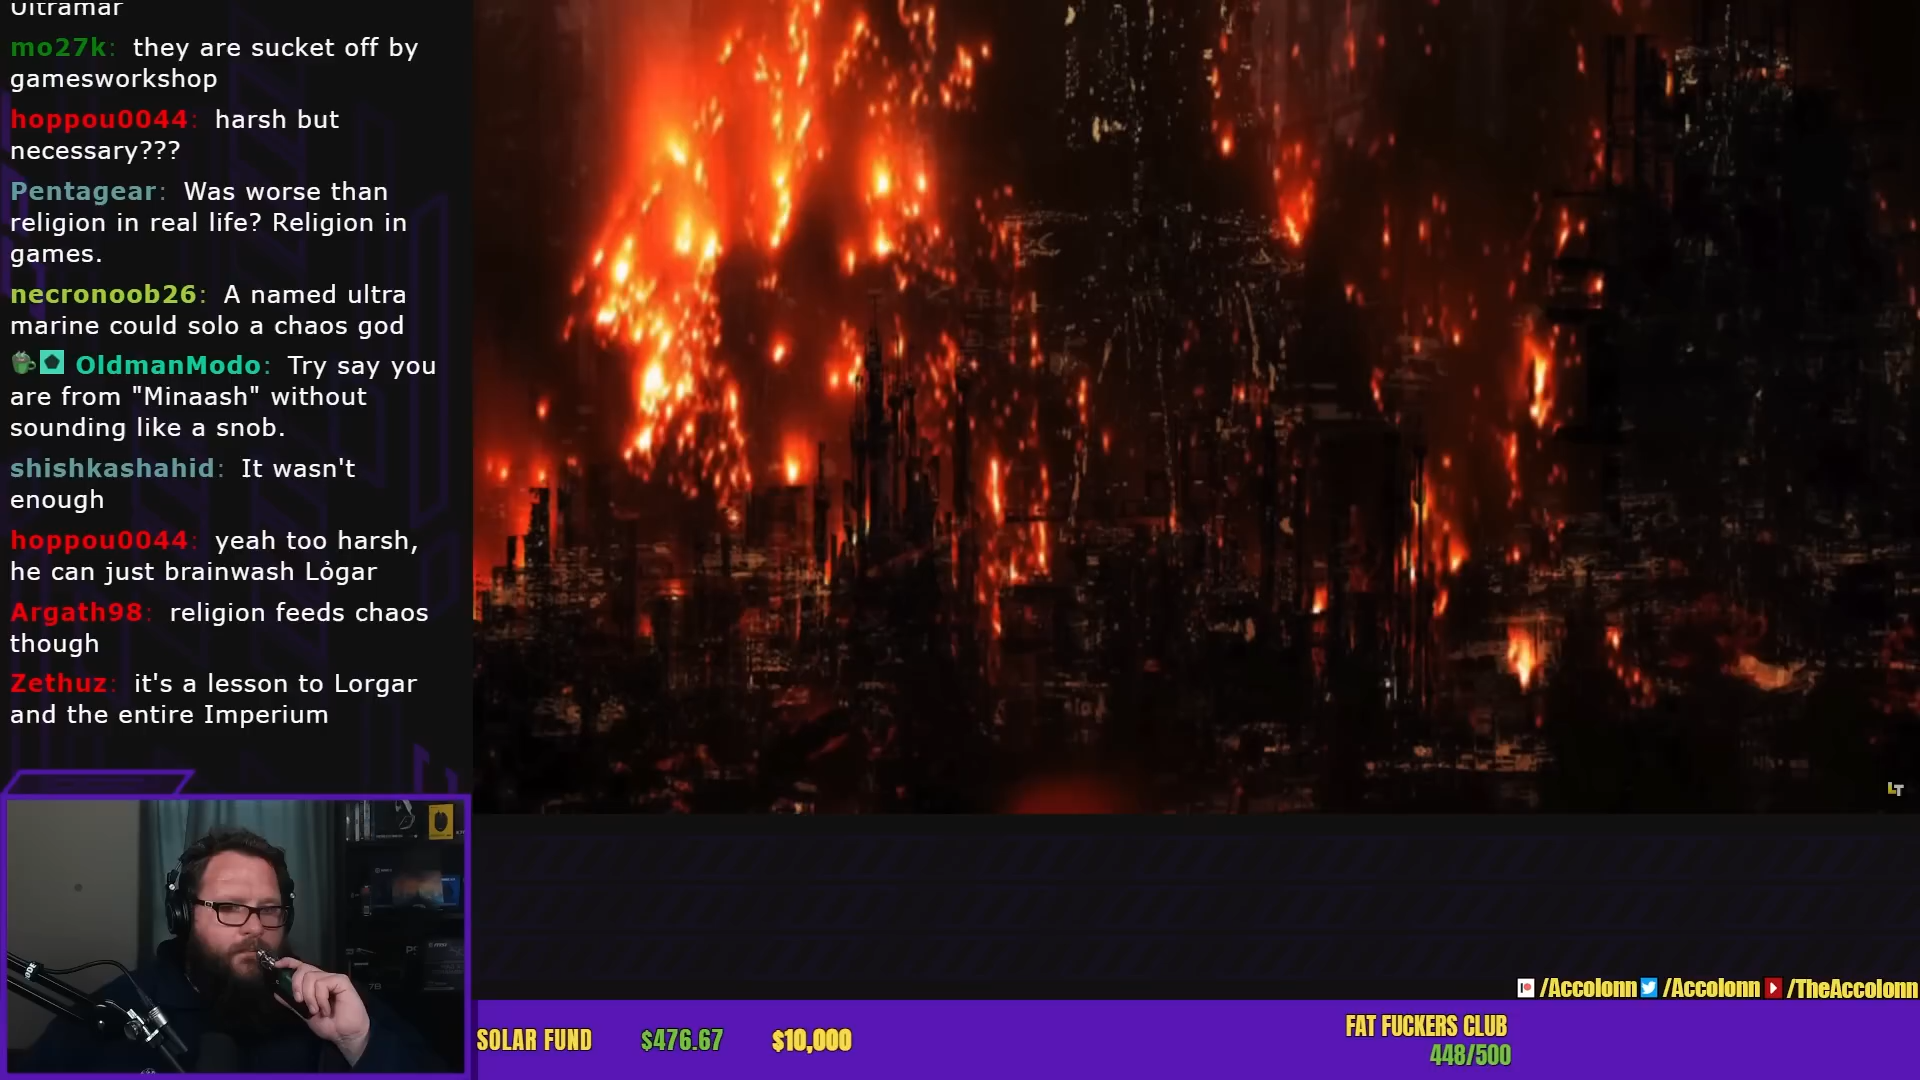 Ultramar
mo27k: they are sucket off by
gamesworkshop
hoppou0044: harsh but
necessary???
Pentagear: Was worse than
religion in real life? Religion in
games.
necronoob26: A named ultra
marine could solo a chaos god
OldmanModo: Try say you
are from "Minaash" without
sounding like a snob.
shishkashahid: It wasn't
enough
hoppou0044: yeah too harsh,
he can just brainwash Lỏgar
Argath98: religion feeds chaos
though
Zethuz: it's a lesson to Lorgar
and the entire Imperium
LT
/Accolonn /Accolonn /TheAccolonn
SOLAR FUND $476.67 $10,000
FAT FUCKERS CLUB
448/500